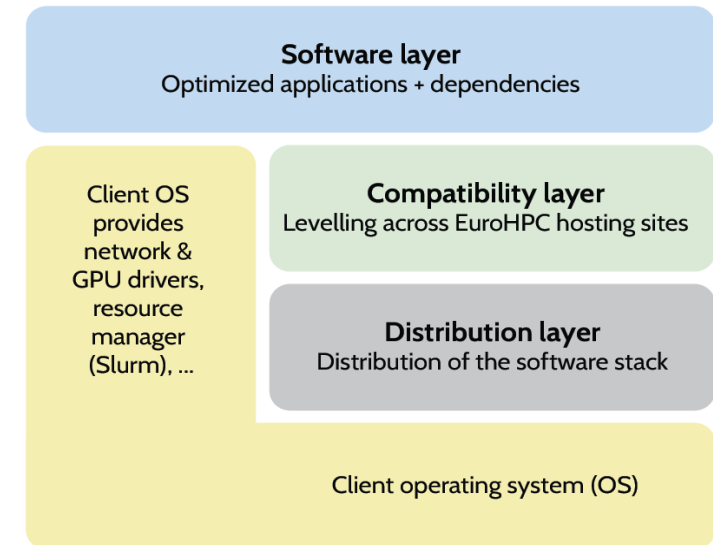 Software layer
Optimized applications + dependencies
Client OS
provides
network &
GPU drivers,
resource
manager
(Slurm), ...
Compatibility layer
Levelling across EuroHPC hosting sites
Distribution layer
Distribution of the software stack
Client operating system (OS)